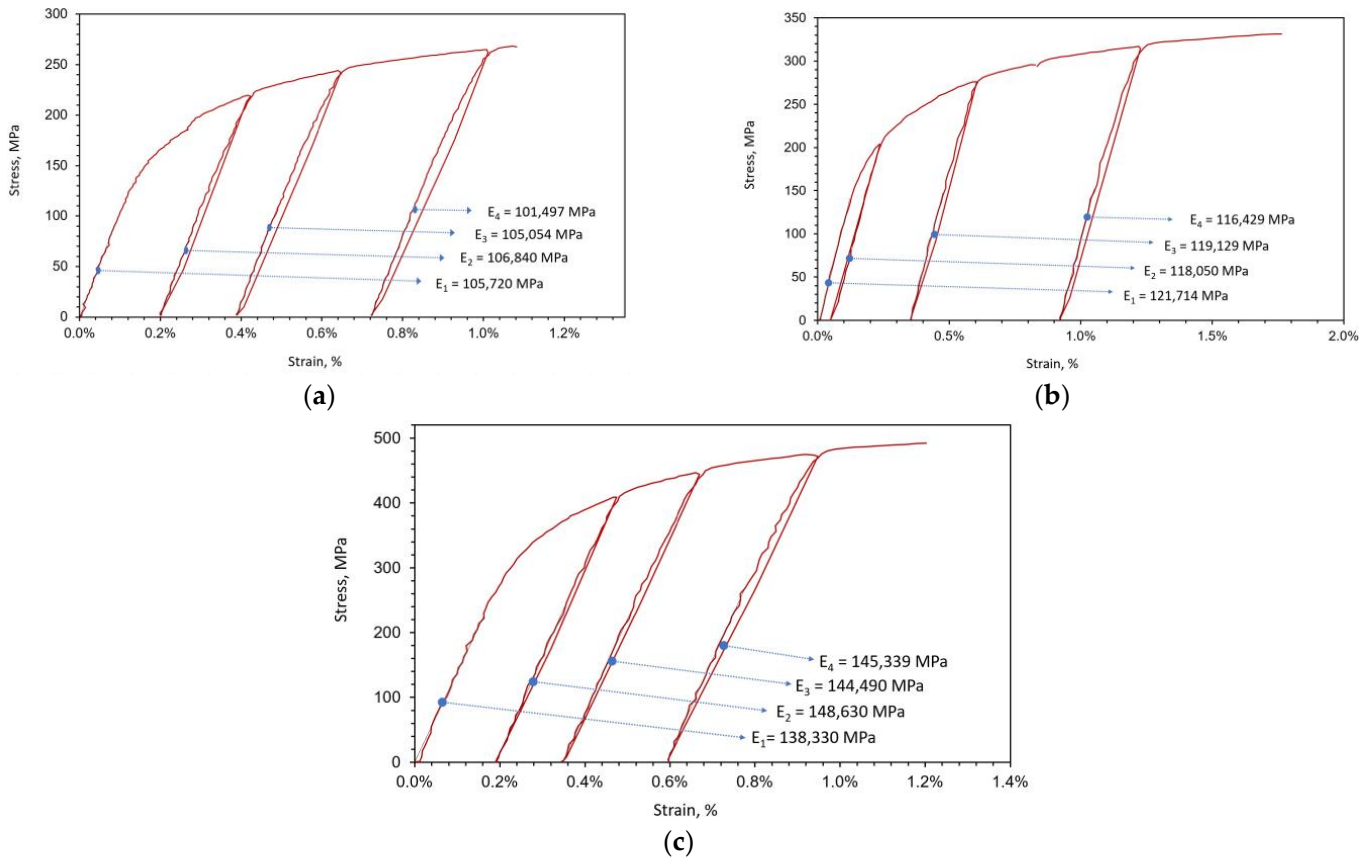 300
250
200
150
100
50
0
Stress, MPa
E4 = 101,497 MPa
E3 = 105,054 MPa
E2 = 106,840 MPa
E1 = 105,720 MPa
0.0% 0.2% 0.4% 0.6% 0.8% 1.0% 1.2%
Strain, %
(a)
350
300
250
200
150
100
50
0
Stress, MPa
E4 = 116,429 MPa
E3 = 119,129 MPa
E2 = 118,050 MPa
E1 = 121,714 MPa
0.0% 0.5% 1.0% 1.5% 2.0%
Strain, %
(b)
500
400
300
200
100
0
Stress, MPa
E4 = 145,339 MPa
E3 = 144,490 MPa
E2 = 148,630 MPa
E1= 138,330 MPa
0.0% 0.2% 0.4% 0.6% 0.8% 1.0% 1.2% 1.4%
Strain, %
(c)